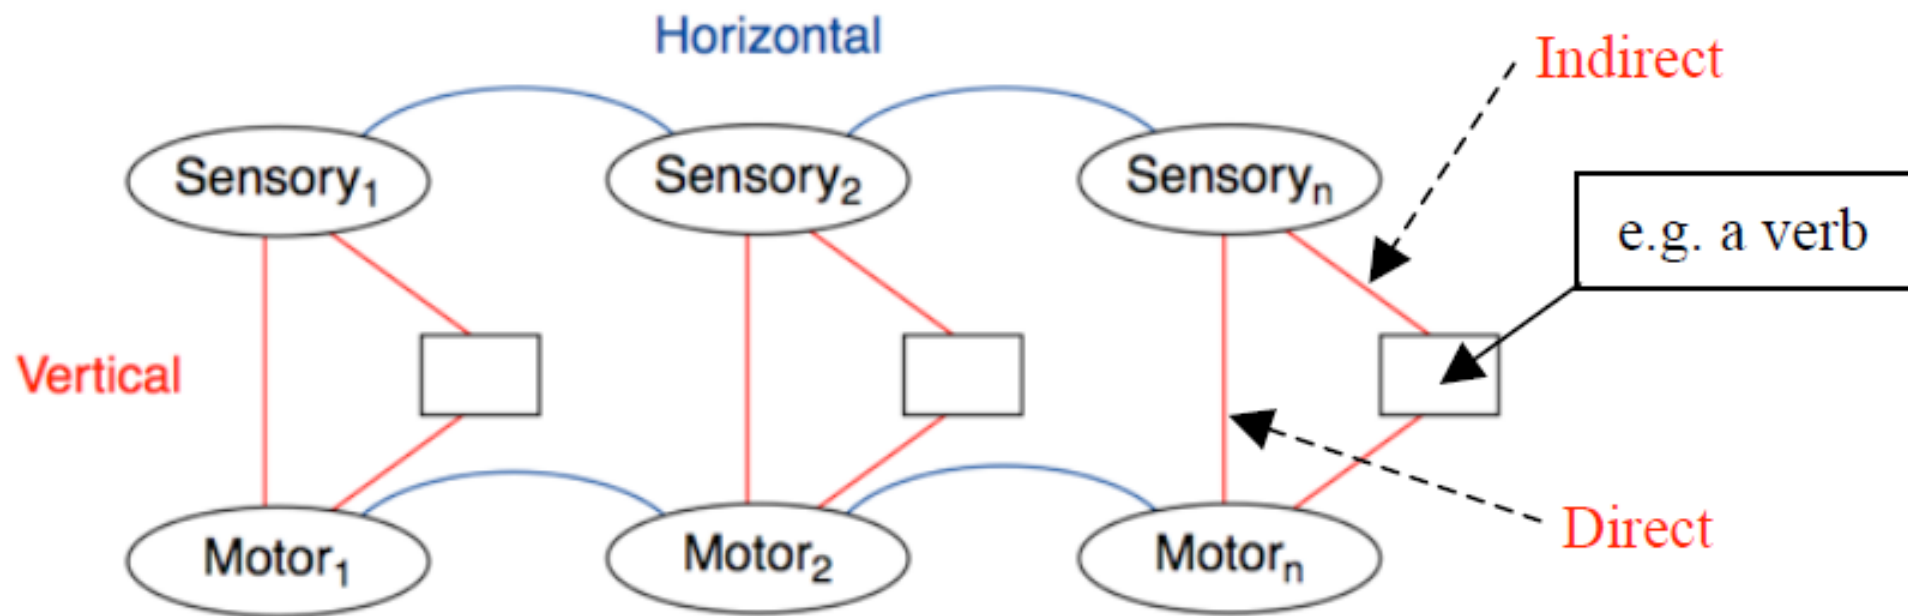 Horizontal
Indirect
Sensory₁
Sensory₂
Sensoryₙ
e.g. a verb
Vertical
Direct
Motor₁
Motor₂
Motorₙ